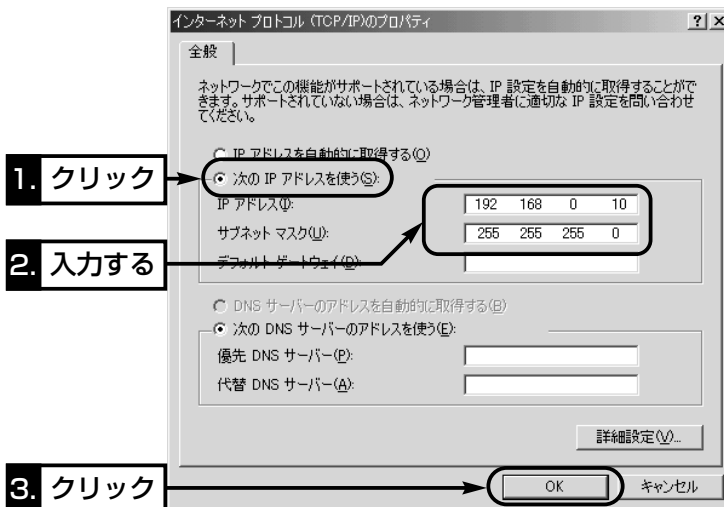 インターネット プロトコル (TCP/IP)のプロパティ
? ×
全般
ネットワークでこの機能がサポートされている場合は、IP 設定を自動的に取得することがで
きます。サポートされていない場合は、ネットワーク管理者に適切な IP 設定を問い合わせ
てください。
IP アドレスを自動的に取得する(O)
1. クリック
次の IP アドレスを使う(S):
IP アドレス(I):
192 168 0 10
サブネット マスク(U):
255 255 255 0
2. 入力する
デフォルト ゲートウェイ(D):
DNS サーバーのアドレスを自動的に取得する(B)
次の DNS サーバーのアドレスを使う(E):
優先 DNS サーバー(P):
代替 DNS サーバー(A):
詳細設定(V)...
3. クリック
OK
キャンセル